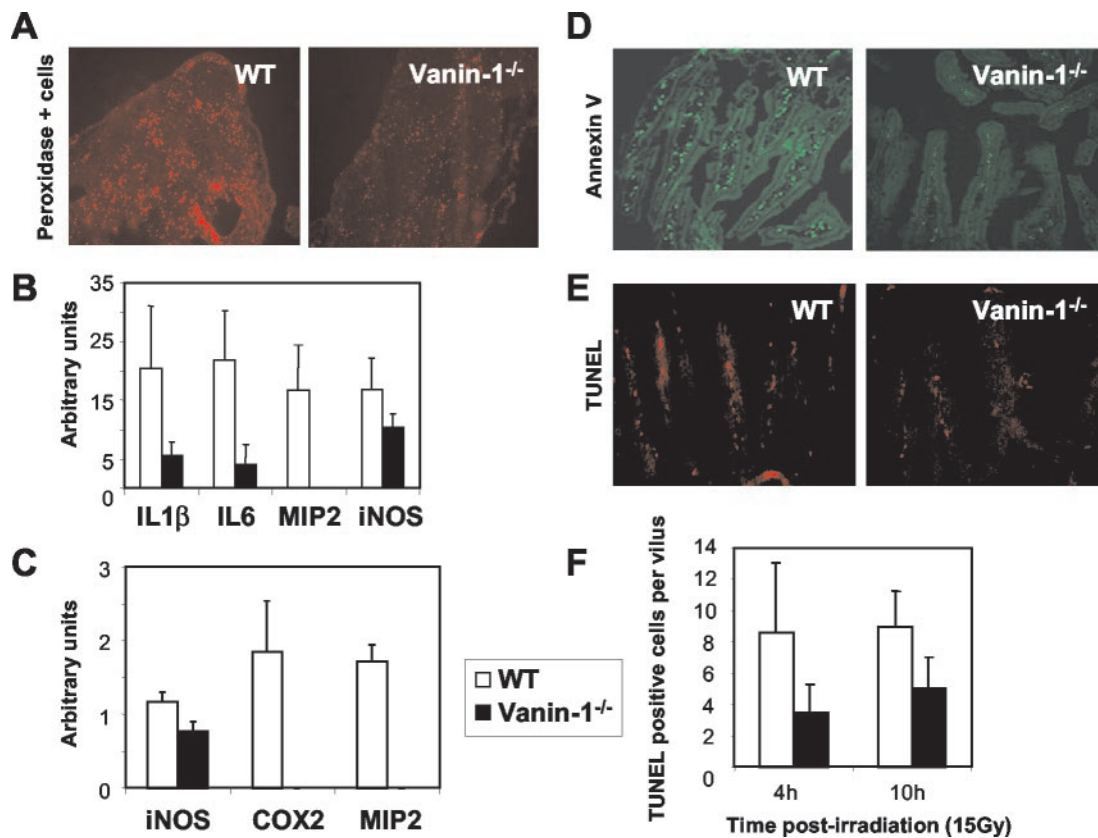 A
Peroxidase + cells
WT
Vanin-1-/-
B
Arbitrary units
35
25
15
5
0
IL1β IL6 MIP2 iNOS
C
Arbitrary units
3
2
1
0
iNOS COX2 MIP2
WT
Vanin-1-/-
D
Annexin V
WT
Vanin-1-/-
E
TUNEL
WT
Vanin-1-/-
F
TUNEL positive cells per vilus
14
12
10
8
6
4
2
0
4h 10h
Time post-irradiation (15Gy)